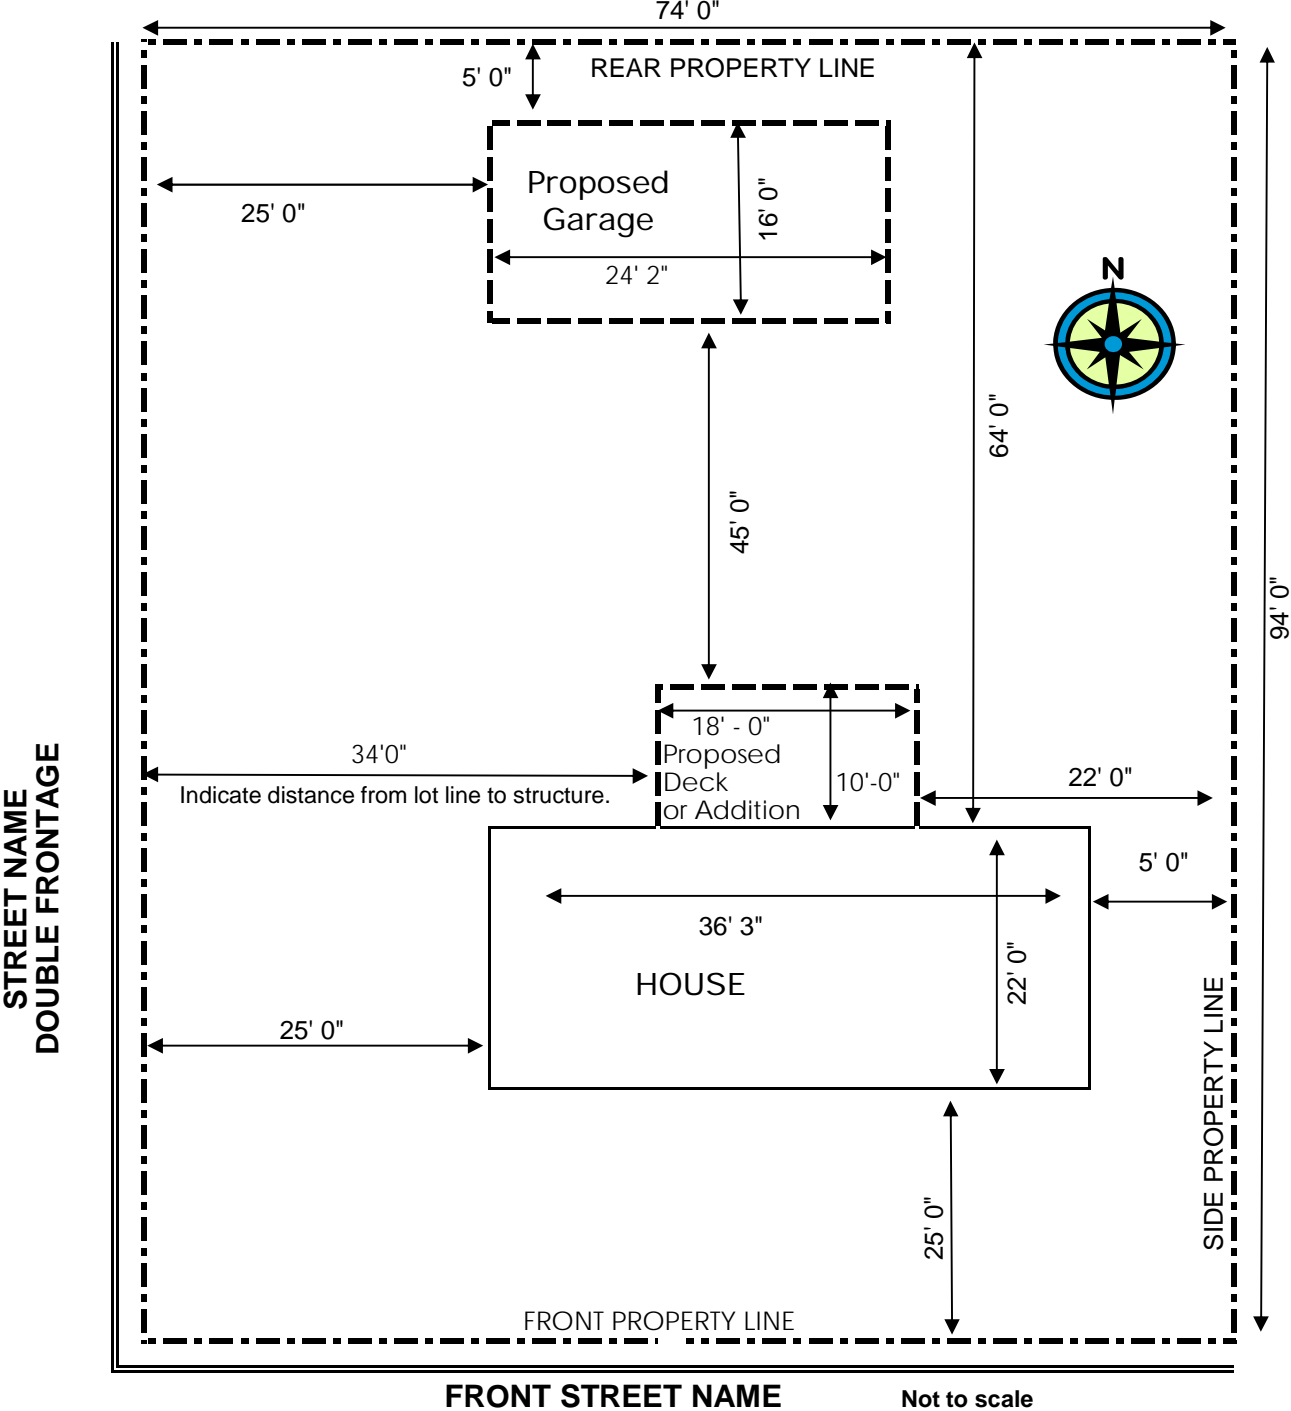 74' 0"
REAR PROPERTY LINE
5' 0"
Proposed
Garage
16' 0"
25' 0"
24' 2"
N
64' 0"
45' 0"
94' 0"
18' - 0"
Proposed
Deck
or Addition
10'-0"
34'0"
Indicate distance from lot line to structure.
22' 0"
5' 0"
36' 3"
HOUSE
22' 0"
STREET NAME
DOUBLE FRONTAGE
25' 0"
SIDE PROPERTY LINE
25' 0"
FRONT PROPERTY LINE
FRONT STREET NAME
Not to scale